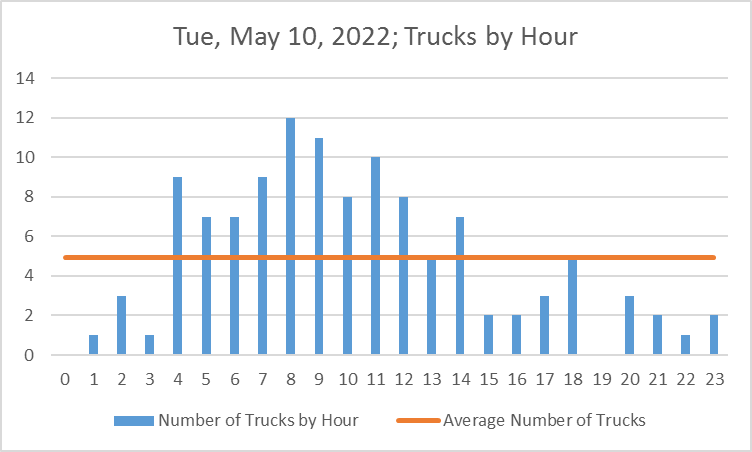 Tue, May 10, 2022; Trucks by Hour
14
12
10
8
6
4
2
0
0 1 2 3 4 5 6 7 8 9 10 11 12 13 14 15 16 17 18 19 20 21 22 23
Number of Trucks by Hour Average Number of Trucks